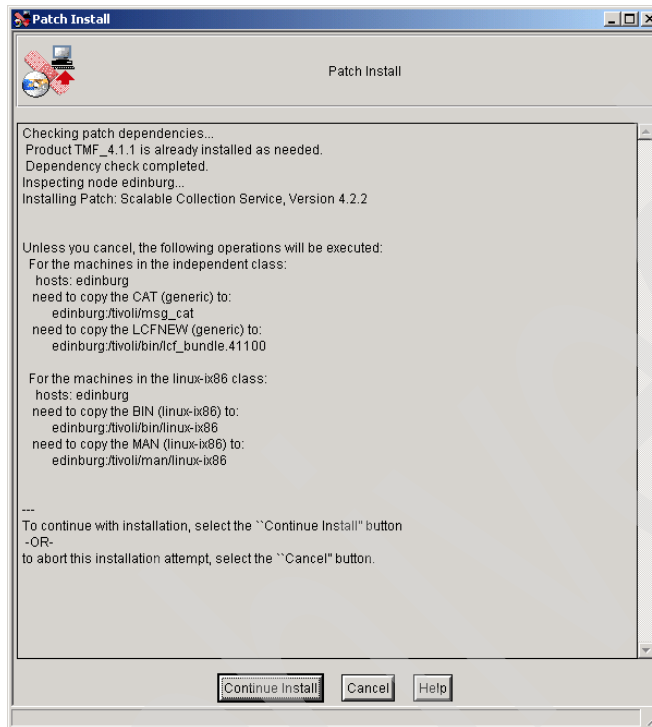 Patch Install
Patch Install
Checking patch dependencies...
Product TMF_4.1.1 is already installed as needed.
Dependency check completed.
Inspecting node edinburg...
Installing Patch: Scalable Collection Service, Version 4.2.2
Unless you cancel, the following operations will be executed:
For the machines in the independent class:
hosts: edinburg
need to copy the CAT (generic) to:
edinburg:/tivoli/msg_cat
need to copy the LCFNEW (generic) to:
edinburg:/tivoli/bin/lcf_bundle.41100
For the machines in the linux-ix86 class:
hosts: edinburg
need to copy the BIN (linux-ix86) to:
edinburg:/tivoli/bin/linux-ix86
need to copy the MAN (linux-ix86) to:
edinburg:/tivoli/man/linux-ix86
---
To continue with installation, select the ``Continue Install'' button
-OR-
to abort this installation attempt, select the ``Cancel'' button.
Continue Install Cancel Help